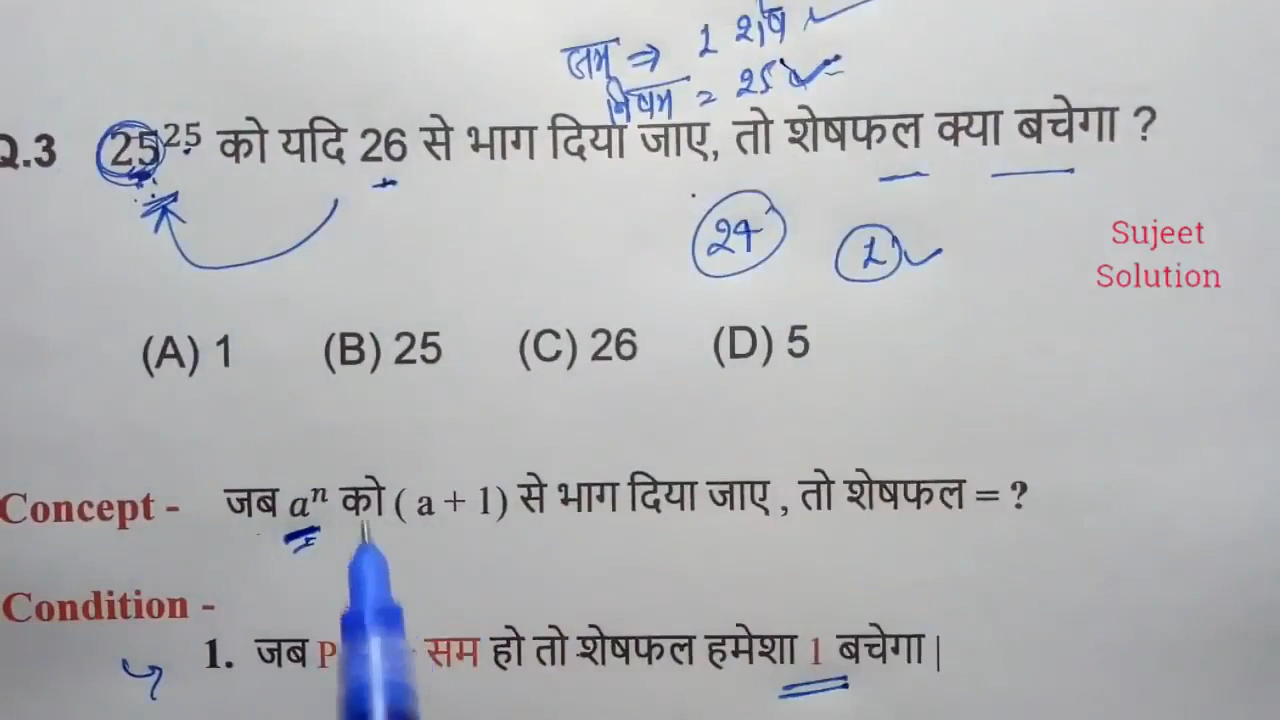 सम ⇒ 1 शेष
विषम = 25
Q.3 25²⁵ को यदि 26 से भाग दिया जाए, तो शेषफल क्या बचेगा ?
24 1
Sujeet
Solution
(A) 1 (B) 25 (C) 26 (D) 5
Concept - जब aⁿ को ( a + 1) से भाग दिया जाए , तो शेषफल = ?
Condition -
1. जब सम हो तो शेषफल हमेशा 1 बचेगा |